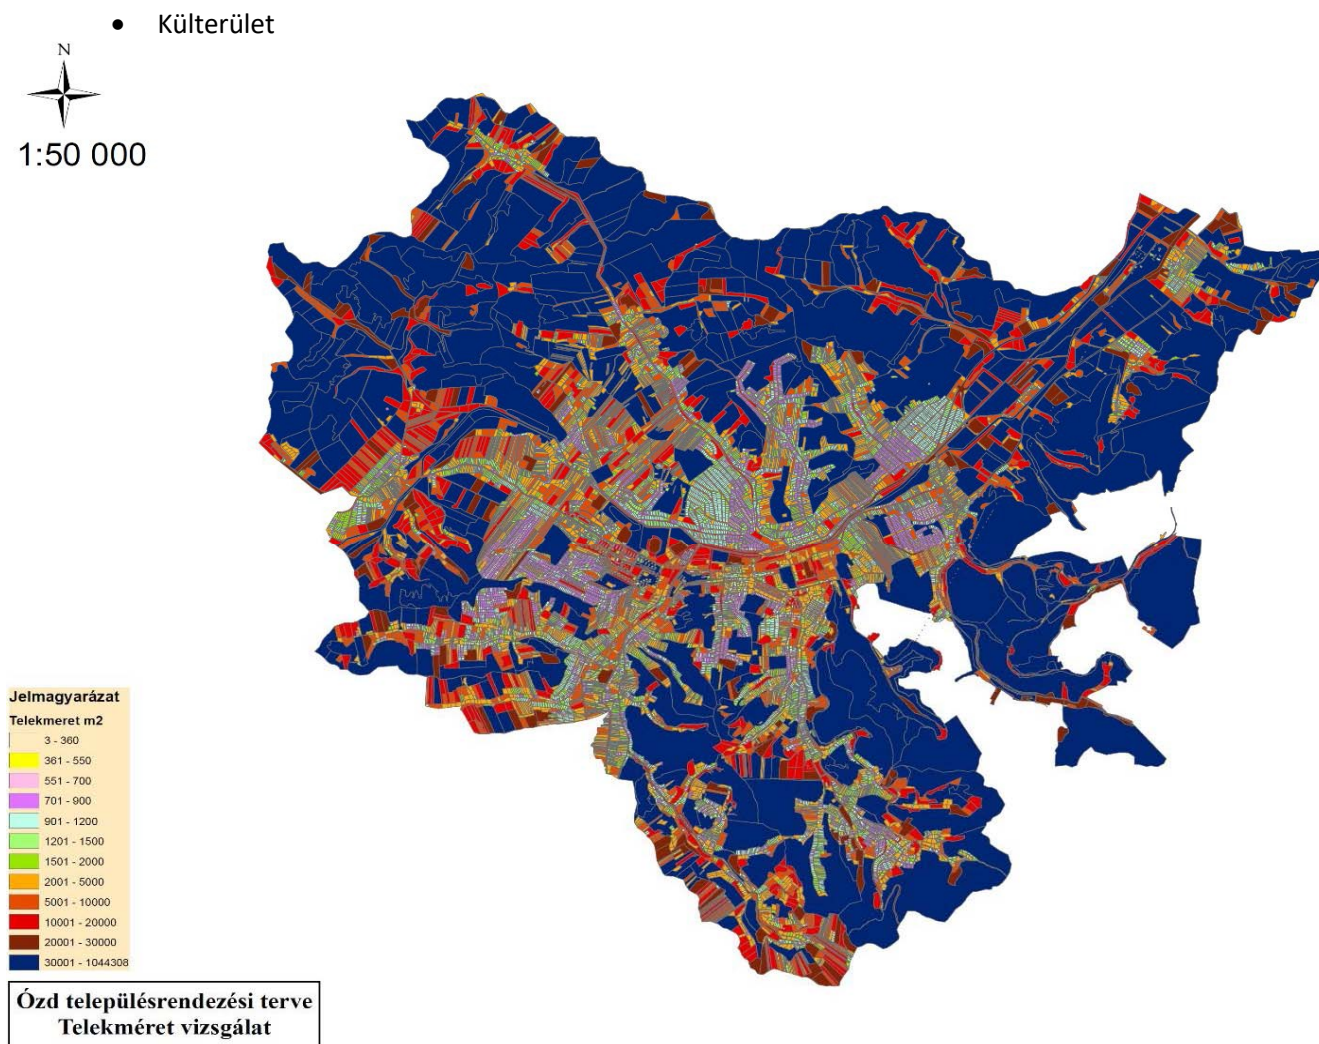 • Külterület
N
1:50 000
Jelmagyarázat
Telekmeret m2
3 - 360
361 - 550
551 - 700
701 - 900
901 - 1200
1201 - 1500
1501 - 2000
2001 - 5000
5001 - 10000
10001 - 20000
20001 - 30000
30001 - 1044308
Ózd településrendezési terve
Telekméret vizsgálat